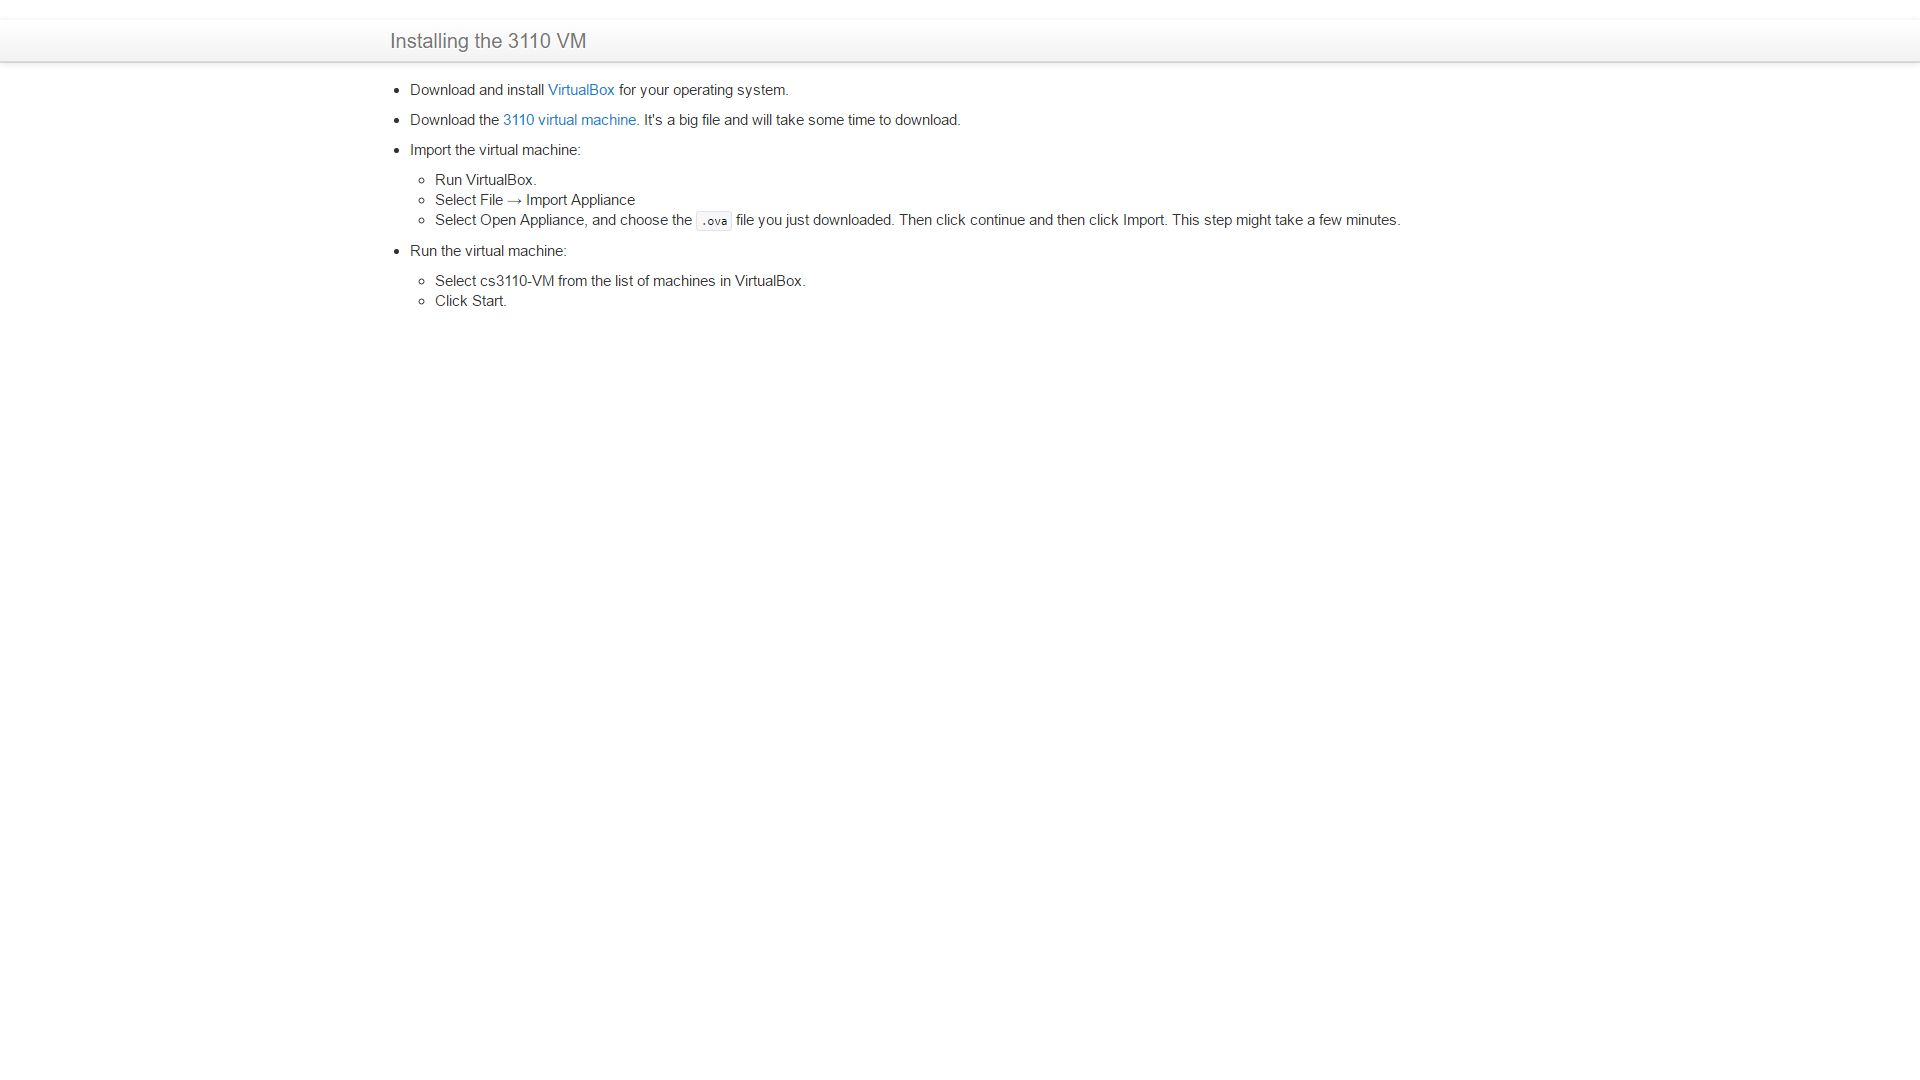 Installing the 3110 VM
Download and install VirtualBox for your operating system.
Download the 3110 virtual machine. It's a big file and will take some time to download.
Import the virtual machine:
Run VirtualBox.
Select File → Import Appliance
Select Open Appliance, and choose the .ova file you just downloaded. Then click continue and then click Import. This step might take a few minutes.
Run the virtual machine:
Select cs3110-VM from the list of machines in VirtualBox.
Click Start.